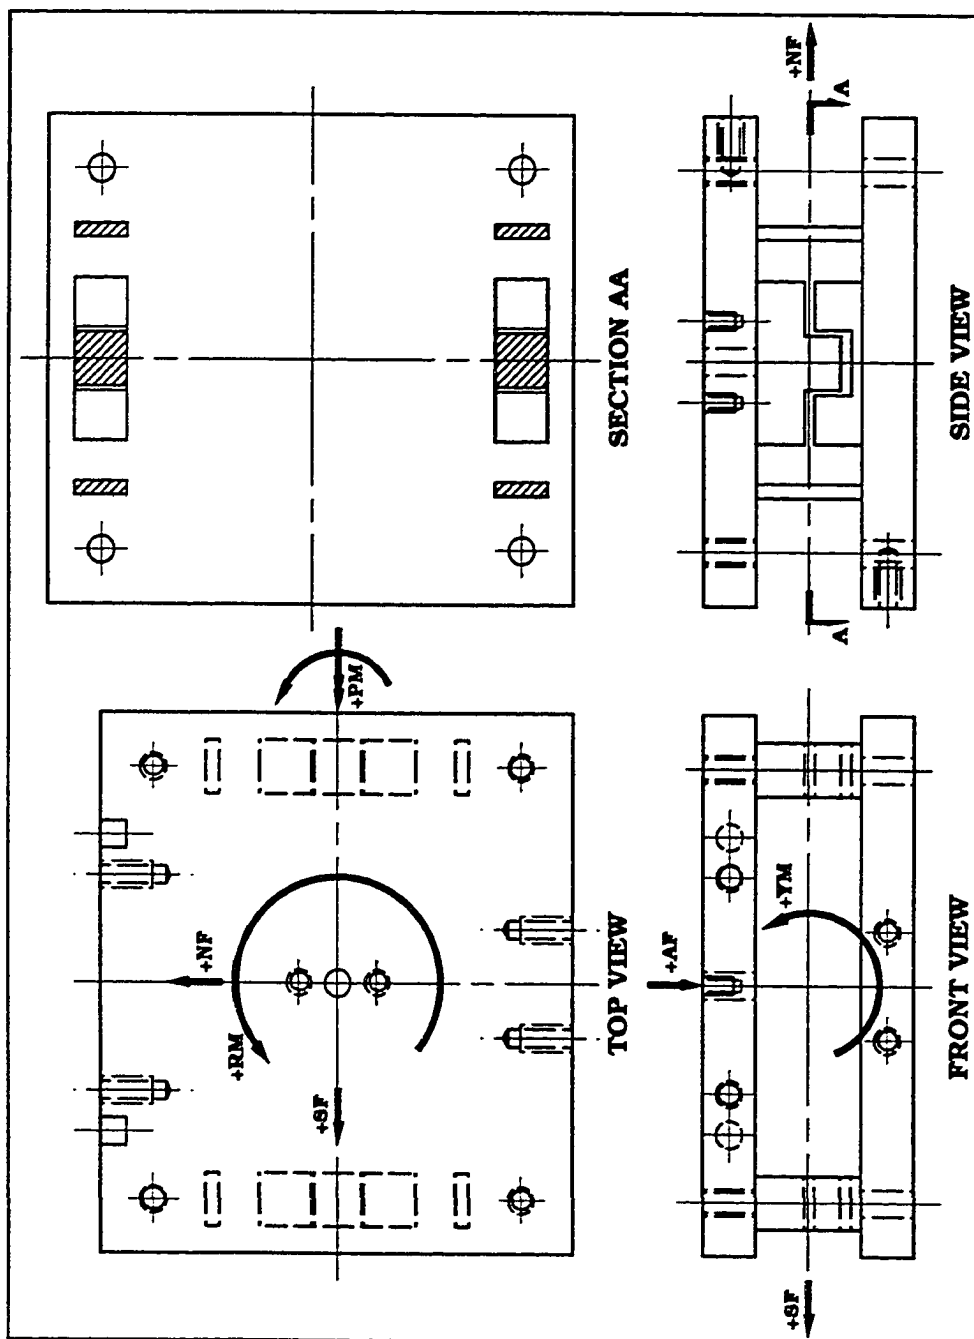 +NF
+RM
+SF
+PM
TOP VIEW
SECTION AA
+AF
+YM
+SF
FRONT VIEW
+NF
A
A
SIDE VIEW